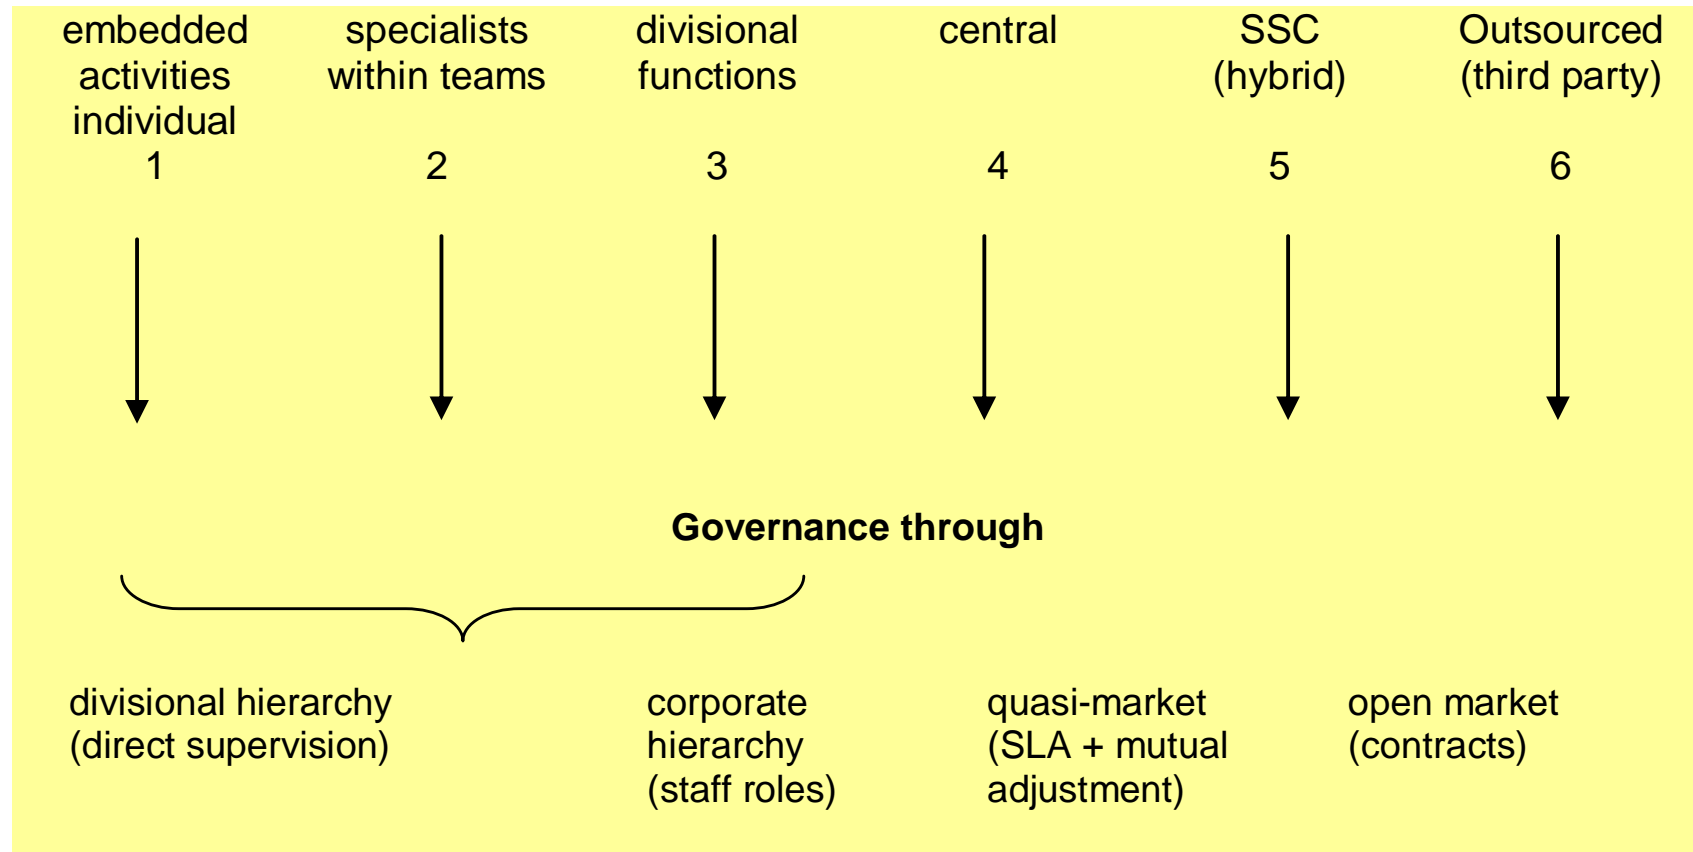 embedded
activities
individual
1
specialists
within teams
2
divisional
functions
3
central
4
SSC
(hybrid)
5
Outsourced
(third party)
6
Governance through
divisional hierarchy
(direct supervision)
corporate
hierarchy
(staff roles)
quasi-market
(SLA + mutual
adjustment)
open market
(contracts)